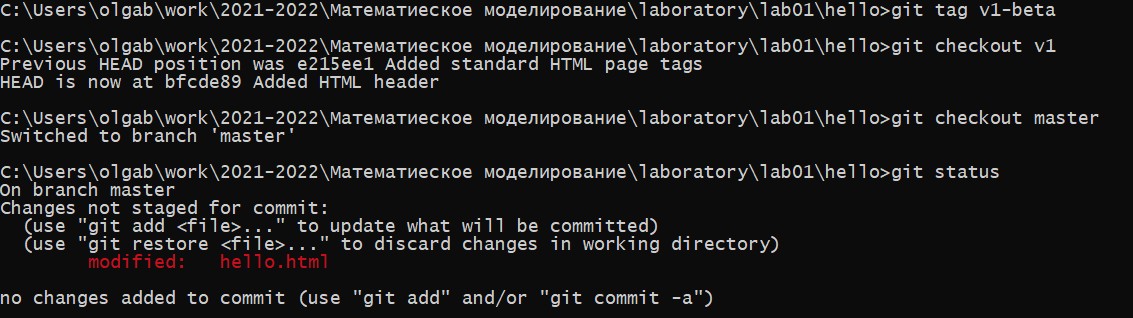 C:\Users\olgab\work\2021-2022\Математиеское моделирование\laboratory\lab01\hello>git tag v1-beta
C:\Users\olgab\work\2021-2022\Математиеское моделирование\laboratory\lab01\hello>git checkout v1
Previous HEAD position was e215ee1 Added standard HTML page tags
HEAD is now at bfcde89 Added HTML header
C:\Users\olgab\work\2021-2022\Математиеское моделирование\laboratory\lab01\hello>git checkout master
Switched to branch 'master'
C:\Users\olgab\work\2021-2022\Математиеское моделирование\laboratory\lab01\hello>git status
On branch master
Changes not staged for commit:
  (use "git add <file>..." to update what will be committed)
  (use "git restore <file>..." to discard changes in working directory)
        modified:   hello.html
no changes added to commit (use "git add" and/or "git commit -a")